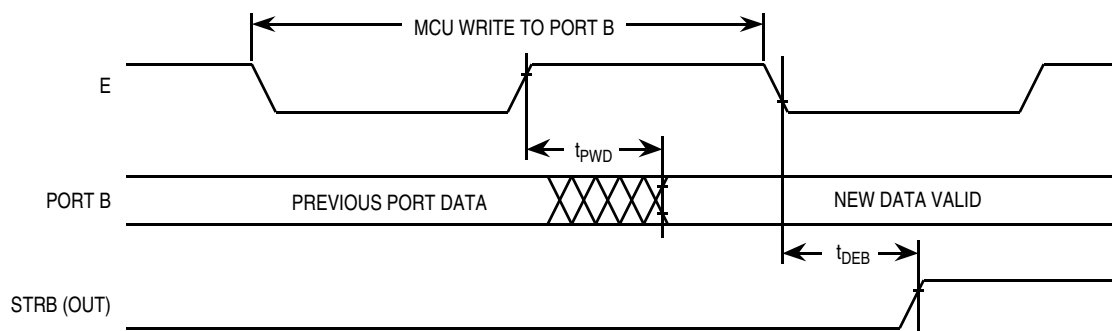 MCU WRITE TO PORT B
E
tPWD
PORT B
PREVIOUS PORT DATA
NEW DATA VALID
tDEB
STRB (OUT)